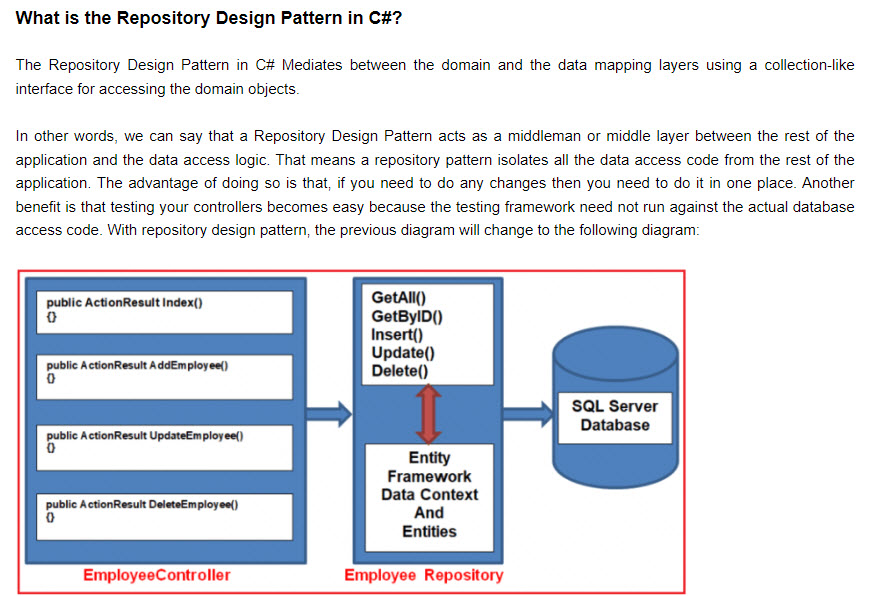 What is the Repository Design Pattern in C#?
The Repository Design Pattern in C# Mediates between the domain and the data mapping layers using a collection-like
interface for accessing the domain objects.
In other words, we can say that a Repository Design Pattern acts as a middleman or middle layer between the rest of the
application and the data access logic. That means a repository pattern isolates all the data access code from the rest of the
application. The advantage of doing so is that, if you need to do any changes then you need to do it in one place. Another
benefit is that testing your controllers becomes easy because the testing framework need not run against the actual database
access code. With repository design pattern, the previous diagram will change to the following diagram:
public ActionResult Index()
{}
public ActionResult AddEmployee()
{}
public ActionResult UpdateEmployee()
{}
public ActionResult DeleteEmployee()
{}
EmployeeController
GetAll()
GetByID()
Insert()
Update()
Delete()
Entity
Framework
Data Context
And
Entities
Employee Repository
SQL Server
Database